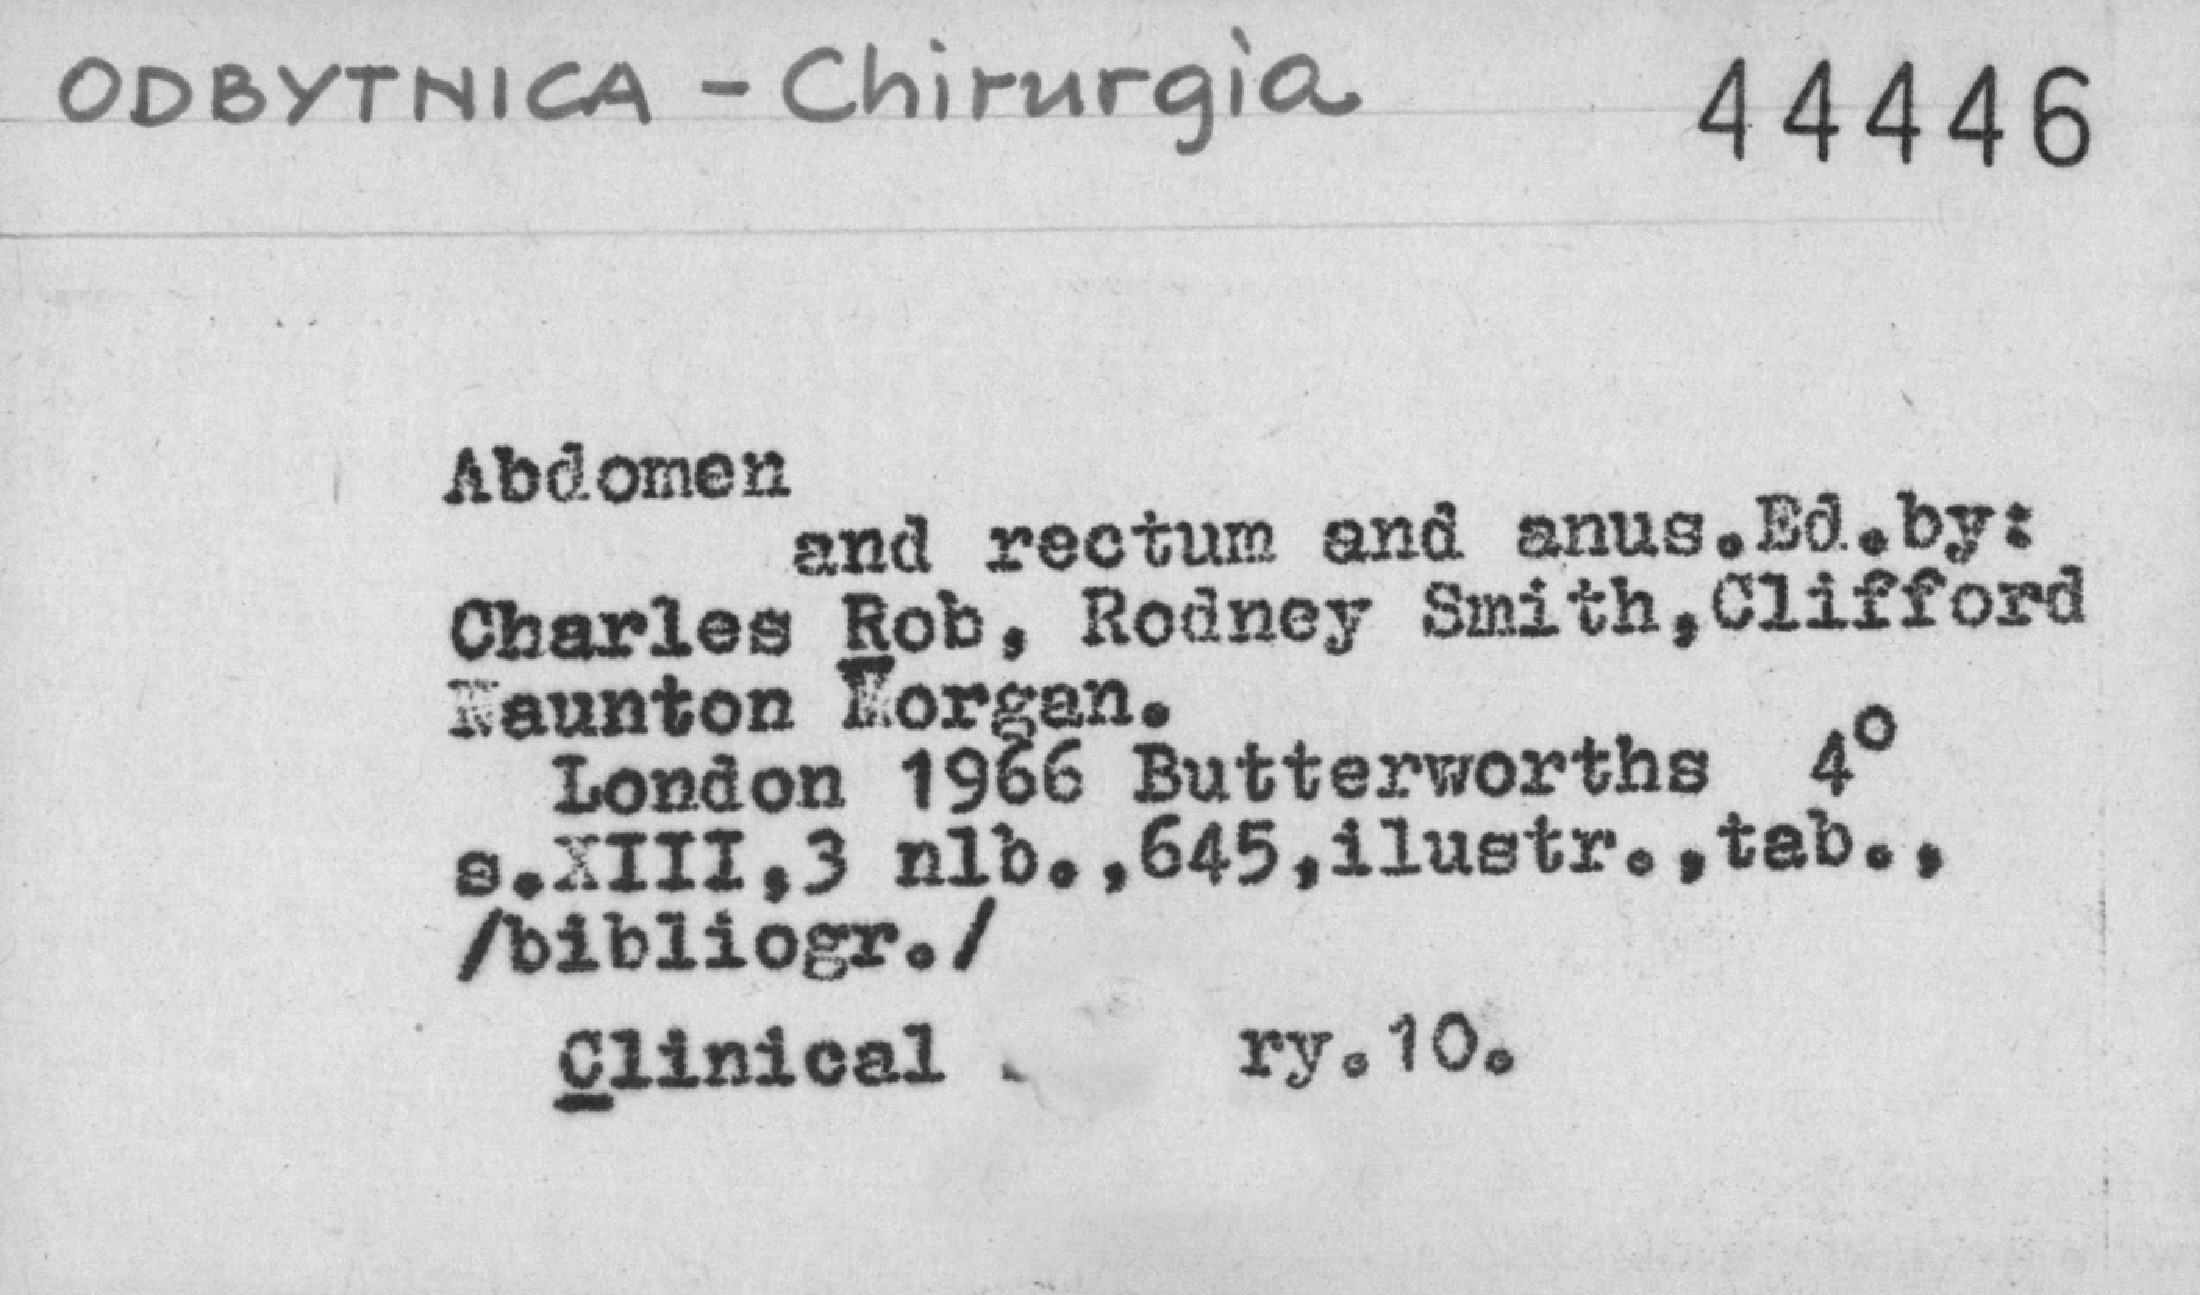 ODBYTNICA - Chirurgia 44446
Abdomen
and rectum and anus.Ed.by:
Charles Rob, Rodney Smith,Clifford
Naunton Morgan.
London 1966 Butterworths 4°
s.XIII,3 nlb.,645,ilustr.,tab.,
/bibliogr./
Clinical ry.10.